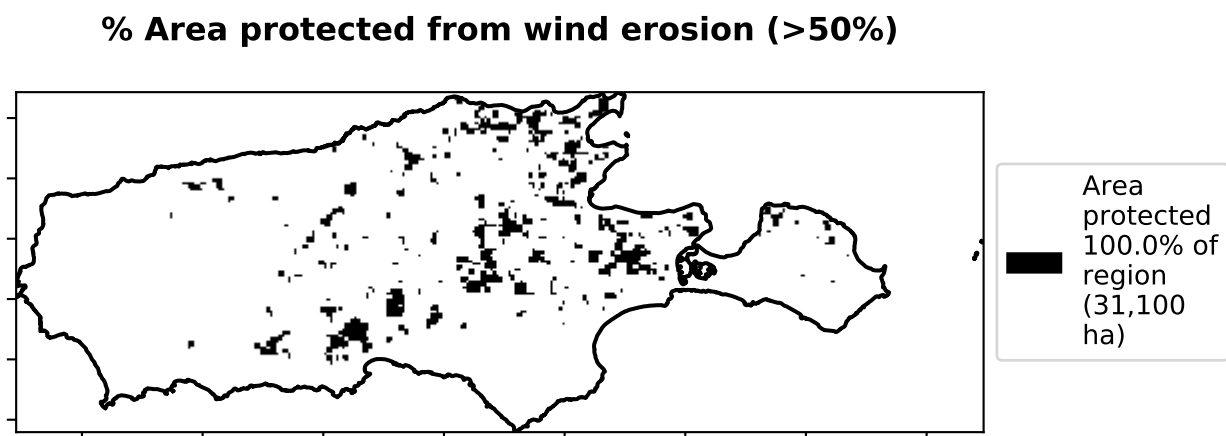 % Area protected from wind erosion (>50%)
Area
protected
100.0% of
region
(31,100
ha)